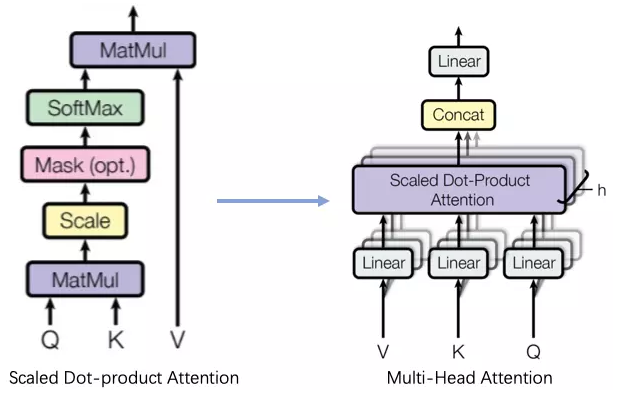 MatMul
SoftMax
Mask (opt.)
Scale
MatMul
Q K V
Scaled Dot-product Attention
Linear
Concat
Scaled Dot-Product
Attention
h
Linear Linear Linear
V K Q
Multi-Head Attention